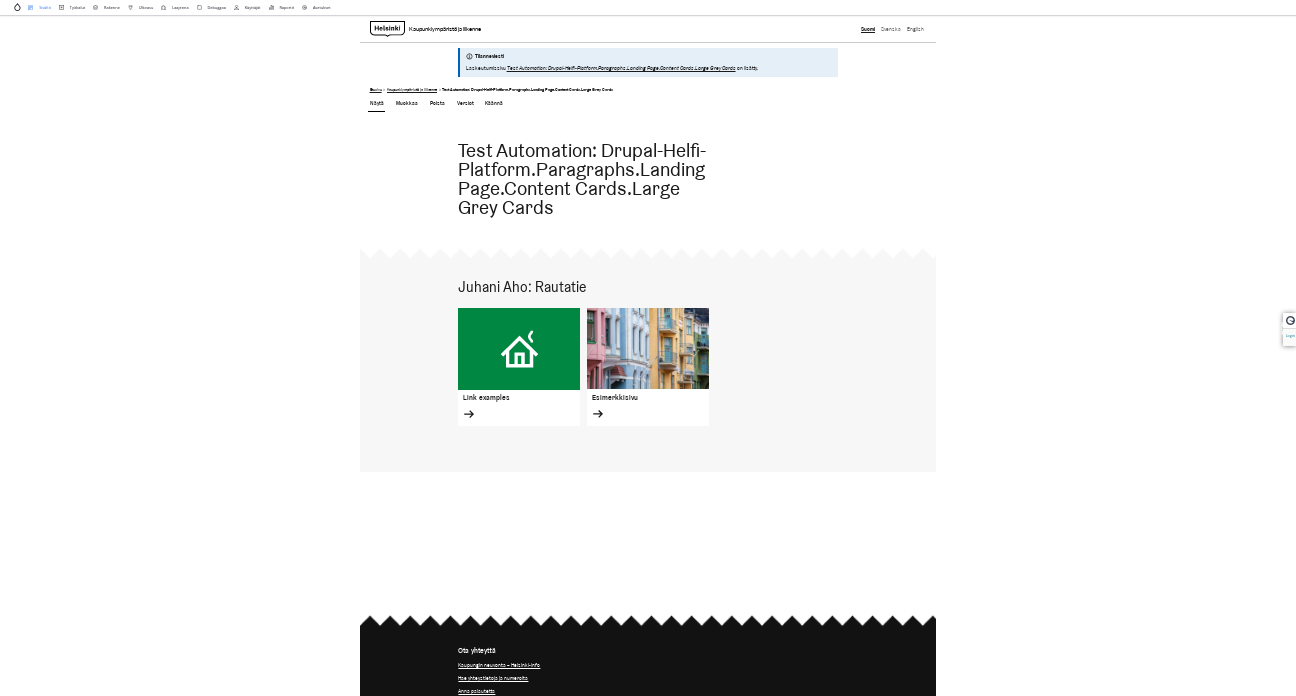 Sisältö Työkalut Rakenne Ulkoasu Laajenna Debuggaa Käyttäjät Raportit Asetukset
Helsinki Kaupunkiympäristö ja liikenne Suomi Svenska English
Tilanneviesti
Laskeutumissivu Test Automation: Drupal-Helfi-Platform.Paragraphs.Landing Page.Content Cards.Large Grey Cards on lisätty.
Etusivu > Kaupunkiympäristö ja liikenne > Test Automation: Drupal-Helfi-Platform.Paragraphs.Landing Page.Content Cards.Large Grey Cards
Näytä Muokkaa Poista Versiot Käännä
Test Automation: Drupal-Helfi-
Platform.Paragraphs.Landing
Page.Content Cards.Large
Grey Cards
Juhani Aho: Rautatie
Link examples Esimerkkisivu
Login
Ota yhteyttä
Kaupungin neuvonta – Helsinki-info
Hae yhteystietoja ja numeroita
Anna palautetta